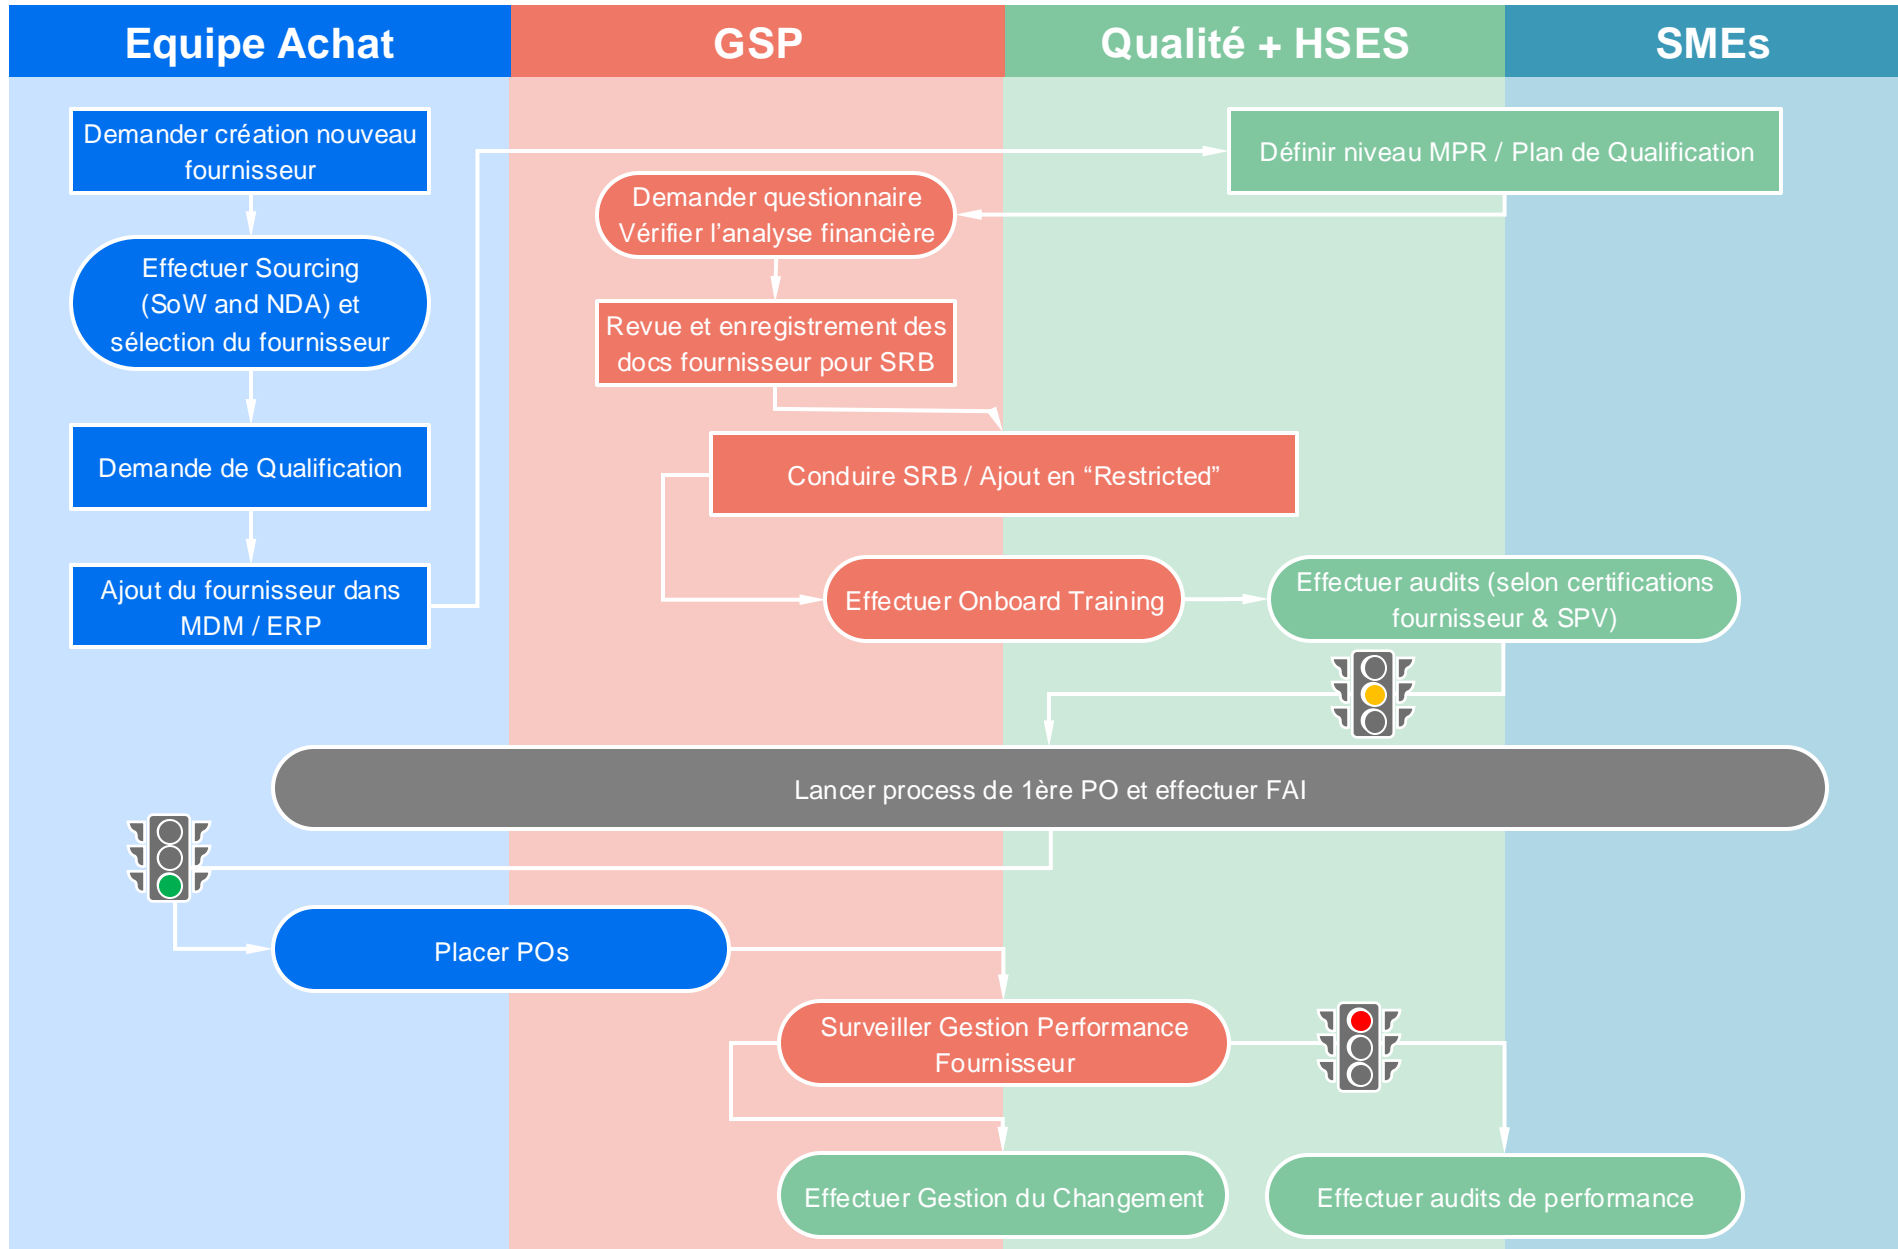 Equipe Achat
GSP
Qualité + HSES
SMEs
Demander création nouveau
fournisseur
Définir niveau MPR / Plan de Qualification
Demander questionnaire
Vérifier l’analyse financière
Effectuer Sourcing
(SoW and NDA) et
sélection du fournisseur
Revue et enregistrement des
docs fournisseur pour SRB
Demande de Qualification
Conduire SRB / Ajout en “Restricted”
Ajout du fournisseur dans
MDM / ERP
Effectuer Onboard Training
Effectuer audits (selon certifications
fournisseur & SPV)
Lancer process de 1ère PO et effectuer FAI
Placer POs
Surveiller Gestion Performance
Fournisseur
Effectuer Gestion du Changement
Effectuer audits de performance